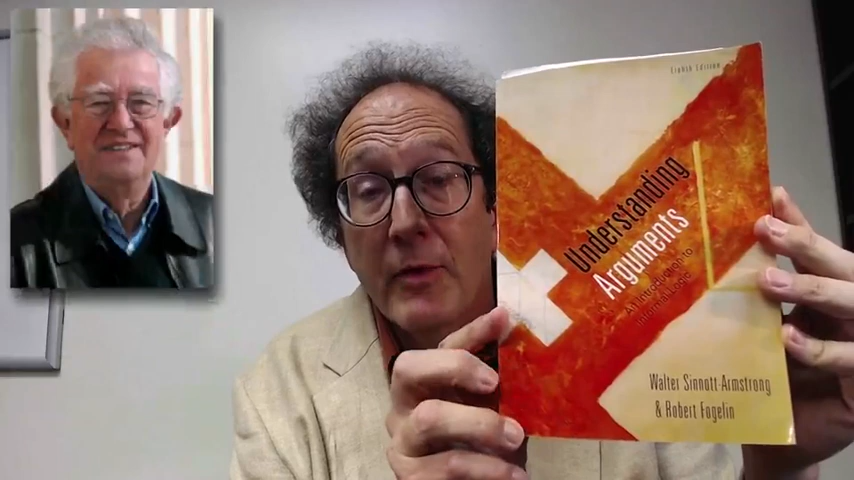 Eighth Edition
Understanding
Arguments
An Introduction to
Informal Logic
Walter Sinnott-Armstrong
& Robert Fogelin